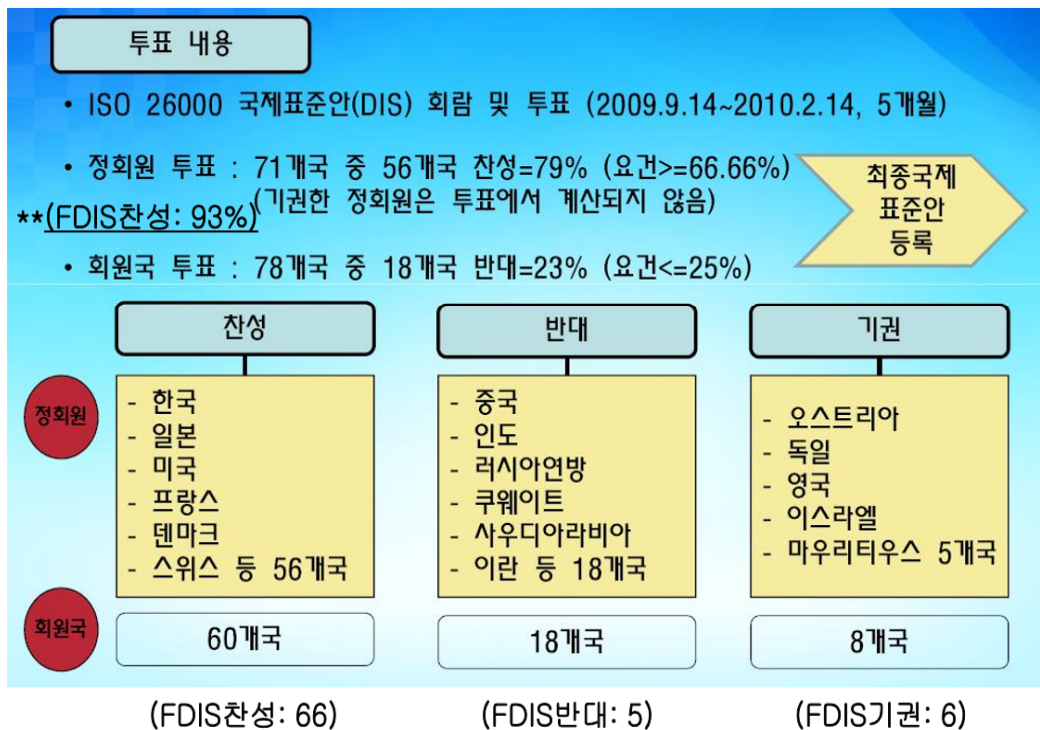 투표 내용
• ISO 26000 국제표준안(DIS) 회람 및 투표 (2009.9.14~2010.2.14, 5개월)
• 정회원 투표 : 71개국 중 56개국 찬성=79% (요건>=66.66%)
(기권한 정회원은 투표에서 계산되지 않음)
**(FDIS찬성: 93%)
• 회원국 투표 : 78개국 중 18개국 반대=23% (요건<=25%)
최종국제
표준안
등록
찬성
반대
기권
정회원
- 한국
- 일본
- 미국
- 프랑스
- 덴마크
- 스위스 등 56개국
- 중국
- 인도
- 러시아연방
- 쿠웨이트
- 사우디아라비아
- 이란 등 18개국
- 오스트리아
- 독일
- 영국
- 이스라엘
- 마우리티우스 5개국
회원국
60개국
18개국
8개국
(FDIS찬성: 66)
(FDIS반대: 5)
(FDIS기권: 6)